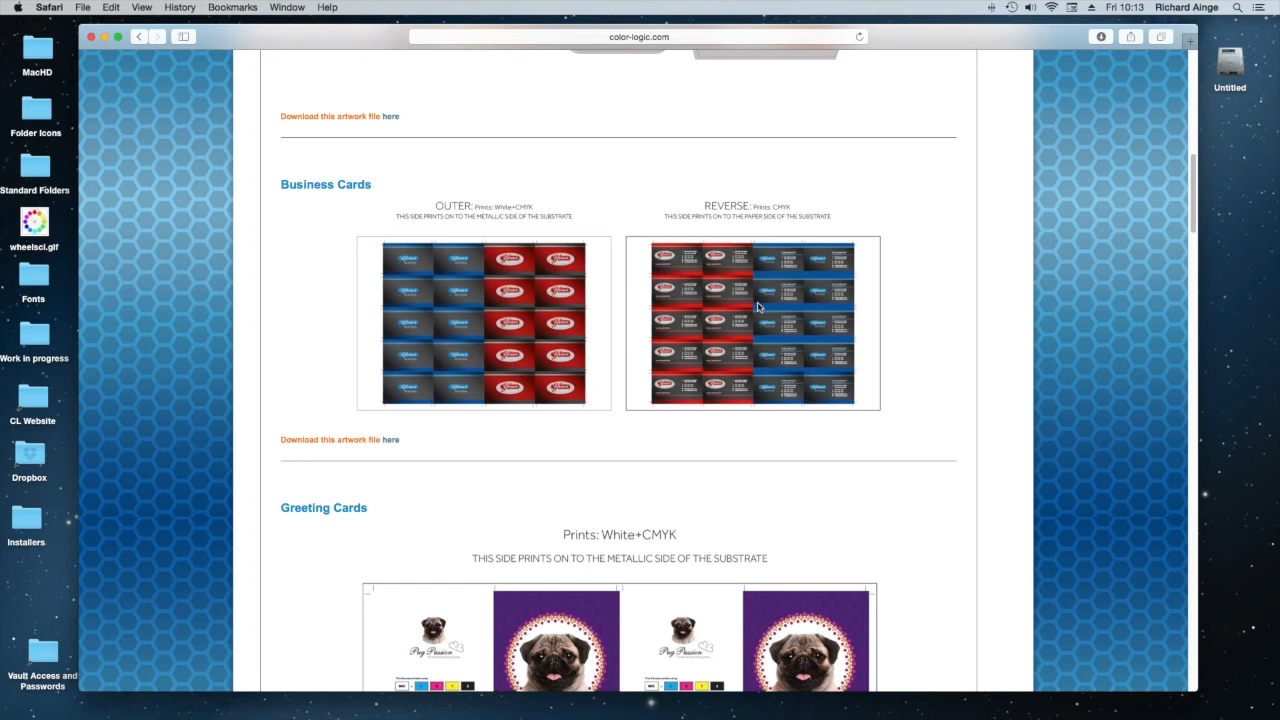 Safari File Edit View History Bookmarks Window Help
Fri 10:13 Richard Ainge
color-logic.com
MacHD
Untitled
Folder Icons
Standard Folders
wheelsci.gif
Fonts
Work in progress
CL Website
Dropbox
Installers
Vault Access and
Passwords
Download this artwork file here
Business Cards
OUTER: Prints: White+CMYK
THIS SIDE PRINTS ON TO THE METALLIC SIDE OF THE SUBSTRATE
REVERSE: Prints: CMYK
THIS SIDE PRINTS ON TO THE PAPER SIDE OF THE SUBSTRATE
Download this artwork file here
Greeting Cards
Prints: White+CMYK
THIS SIDE PRINTS ON TO THE METALLIC SIDE OF THE SUBSTRATE
Pug Passion
Pug Passion